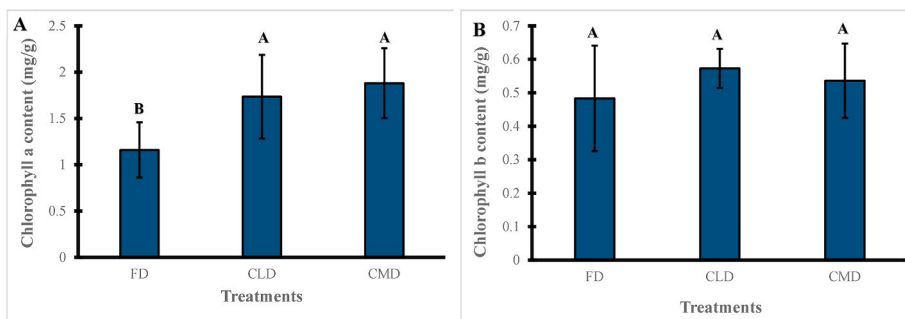 A
Chlorophyll a content (mg/g)
2.5
2
1.5
1
0.5
0
B
A
A
FD
CLD
CMD
Treatments
B
Chlorophyll b content (mg/g)
0.7
0.6
0.5
0.4
0.3
0.2
0.1
0
A
A
A
FD
CLD
CMD
Treatments